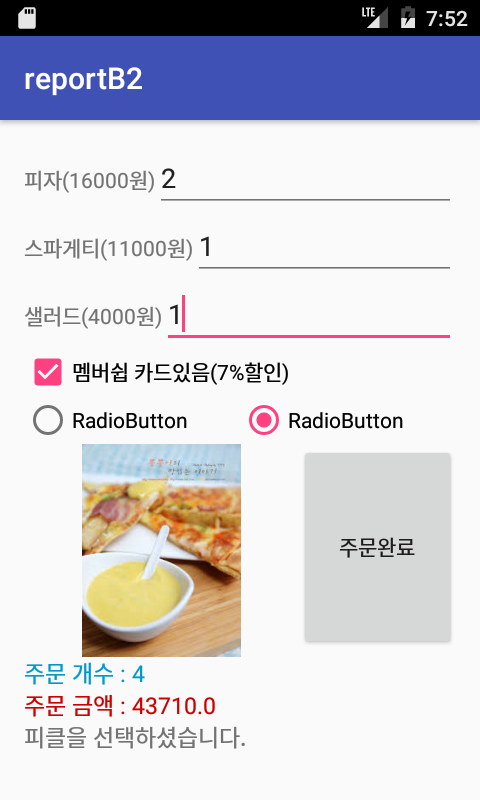 LTE 7:52
reportB2
피자(16000원) 2
스파게티(11000원) 1
샐러드(4000원) 1
멤버쉽 카드있음(7%할인)
RadioButton RadioButton
주문완료
주문 개수 : 4
주문 금액 : 43710.0
피클을 선택하셨습니다.